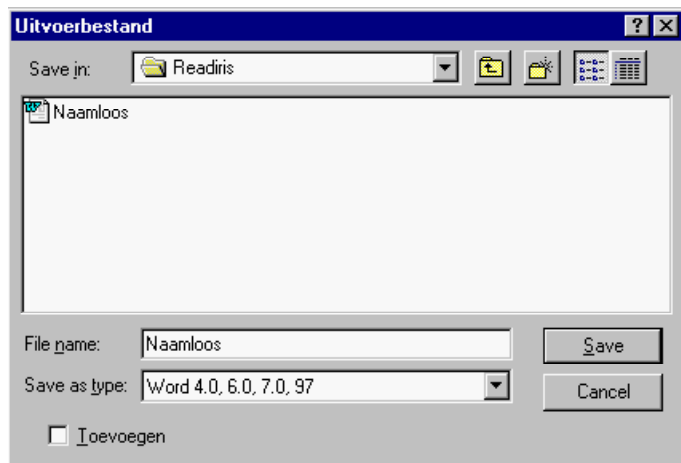 Uitvoerbestand
Save in: Readiris
Naamloos
File name: Naamloos Save
Save as type: Word 4.0, 6.0, 7.0, 97 Cancel
Toevoegen